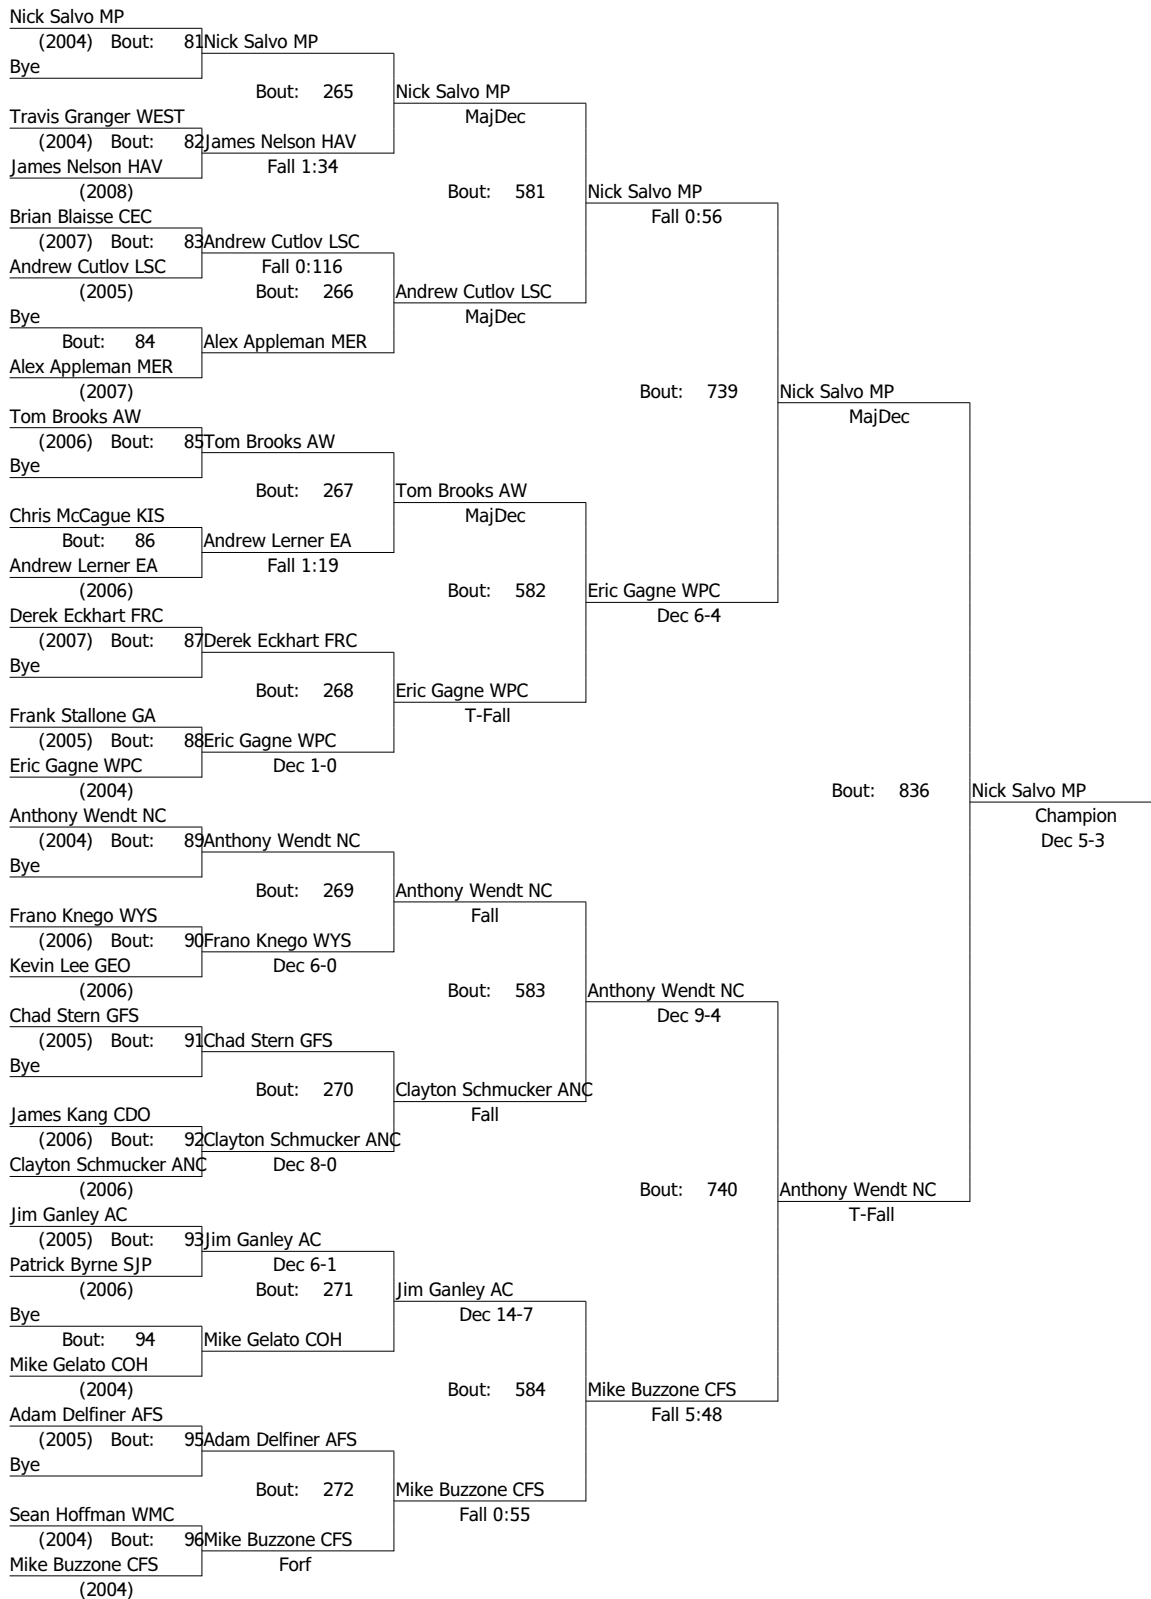 Nick Salvo MP
(2004) Bout: 81 Nick Salvo MP
Bye
Bout: 265 Nick Salvo MP
Travis Granger WEST MajDec
(2004) Bout: 82 James Nelson HAV
James Nelson HAV Fall 1:34
(2008) Bout: 581 Nick Salvo MP
Brian Blaisse CEC Fall 0:56
(2007) Bout: 83 Andrew Cutlov LSC
Andrew Cutlov LSC Fall 0:116
(2005) Bout: 266 Andrew Cutlov LSC
Bye MajDec
Bout: 84 Alex Appleman MER
Alex Appleman MER
(2007) Bout: 739 Nick Salvo MP
Tom Brooks AW MajDec
(2006) Bout: 85 Tom Brooks AW
Bye
Bout: 267 Tom Brooks AW
Chris McCague KIS MajDec
Bout: 86 Andrew Lerner EA
Andrew Lerner EA Fall 1:19
(2006) Bout: 582 Eric Gagne WPC
Derek Eckhart FRC Dec 6-4
(2007) Bout: 87 Derek Eckhart FRC
Bye
Bout: 268 Eric Gagne WPC
Frank Stallone GA T-Fall
(2005) Bout: 88 Eric Gagne WPC
Eric Gagne WPC Dec 1-0
(2004) Bout: 836 Nick Salvo MP
Anthony Wendt NC Champion
(2004) Bout: 89 Anthony Wendt NC Dec 5-3
Bye
Bout: 269 Anthony Wendt NC
Frano Knego WYS Fall
(2006) Bout: 90 Frano Knego WYS
Kevin Lee GEO Dec 6-0
(2006) Bout: 583 Anthony Wendt NC
Chad Stern GFS Dec 9-4
(2005) Bout: 91 Chad Stern GFS
Bye
Bout: 270 Clayton Schmucker ANC
James Kang CDO Fall
(2006) Bout: 92 Clayton Schmucker ANC
Clayton Schmucker ANC Dec 8-0
(2006) Bout: 740 Anthony Wendt NC
Jim Ganley AC T-Fall
(2005) Bout: 93 Jim Ganley AC
Patrick Byrne SJP Dec 6-1
(2006) Bout: 271 Jim Ganley AC
Bye Dec 14-7
Bout: 94 Mike Gelato COH
Mike Gelato COH
(2004) Bout: 584 Mike Buzzone CFS
Adam Delfiner AFS Fall 5:48
(2005) Bout: 95 Adam Delfiner AFS
Bye
Bout: 272 Mike Buzzone CFS
Sean Hoffman WMC Fall 0:55
(2004) Bout: 96 Mike Buzzone CFS
Mike Buzzone CFS Forf
(2004)